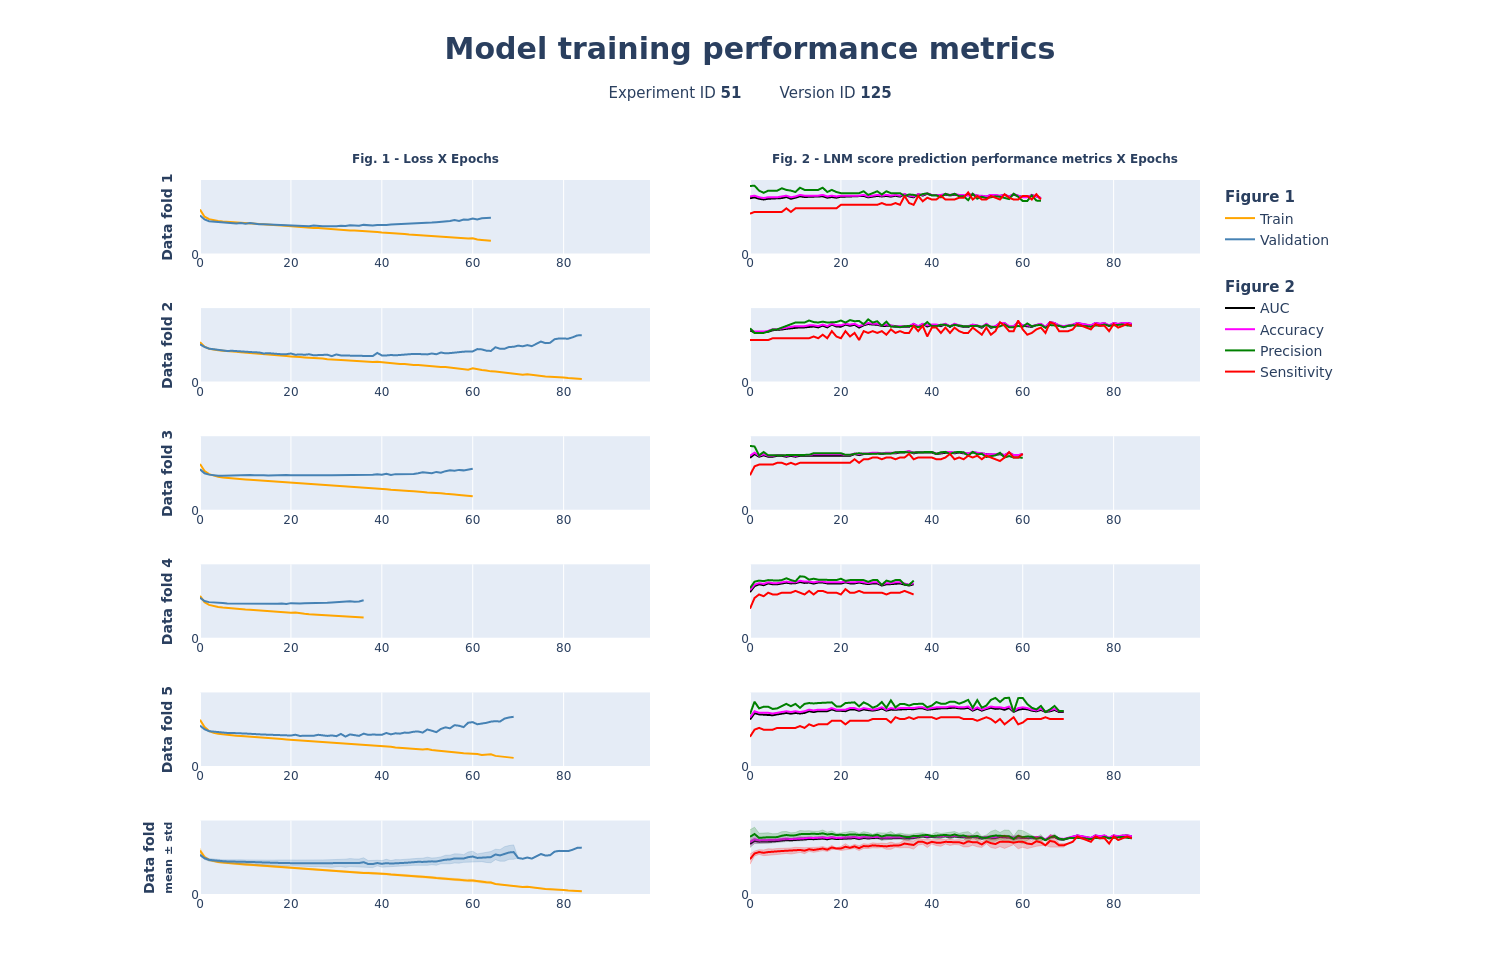 Model training performance metrics
Experiment ID 51 Version ID 125
Fig. 1 - Loss X Epochs
Fig. 2 - LNM score prediction performance metrics X Epochs
Data fold 1
0
0 20 40 60 80
0
0 20 40 60 80
Figure 1
Train
Validation
Figure 2
AUC
Accuracy
Precision
Sensitivity
Data fold 2
0
0 20 40 60 80
0
0 20 40 60 80
Data fold 3
0
0 20 40 60 80
0
0 20 40 60 80
Data fold 4
0
0 20 40 60 80
0
0 20 40 60 80
Data fold 5
0
0 20 40 60 80
0
0 20 40 60 80
Data fold
mean ± std
0
0 20 40 60 80
0
0 20 40 60 80